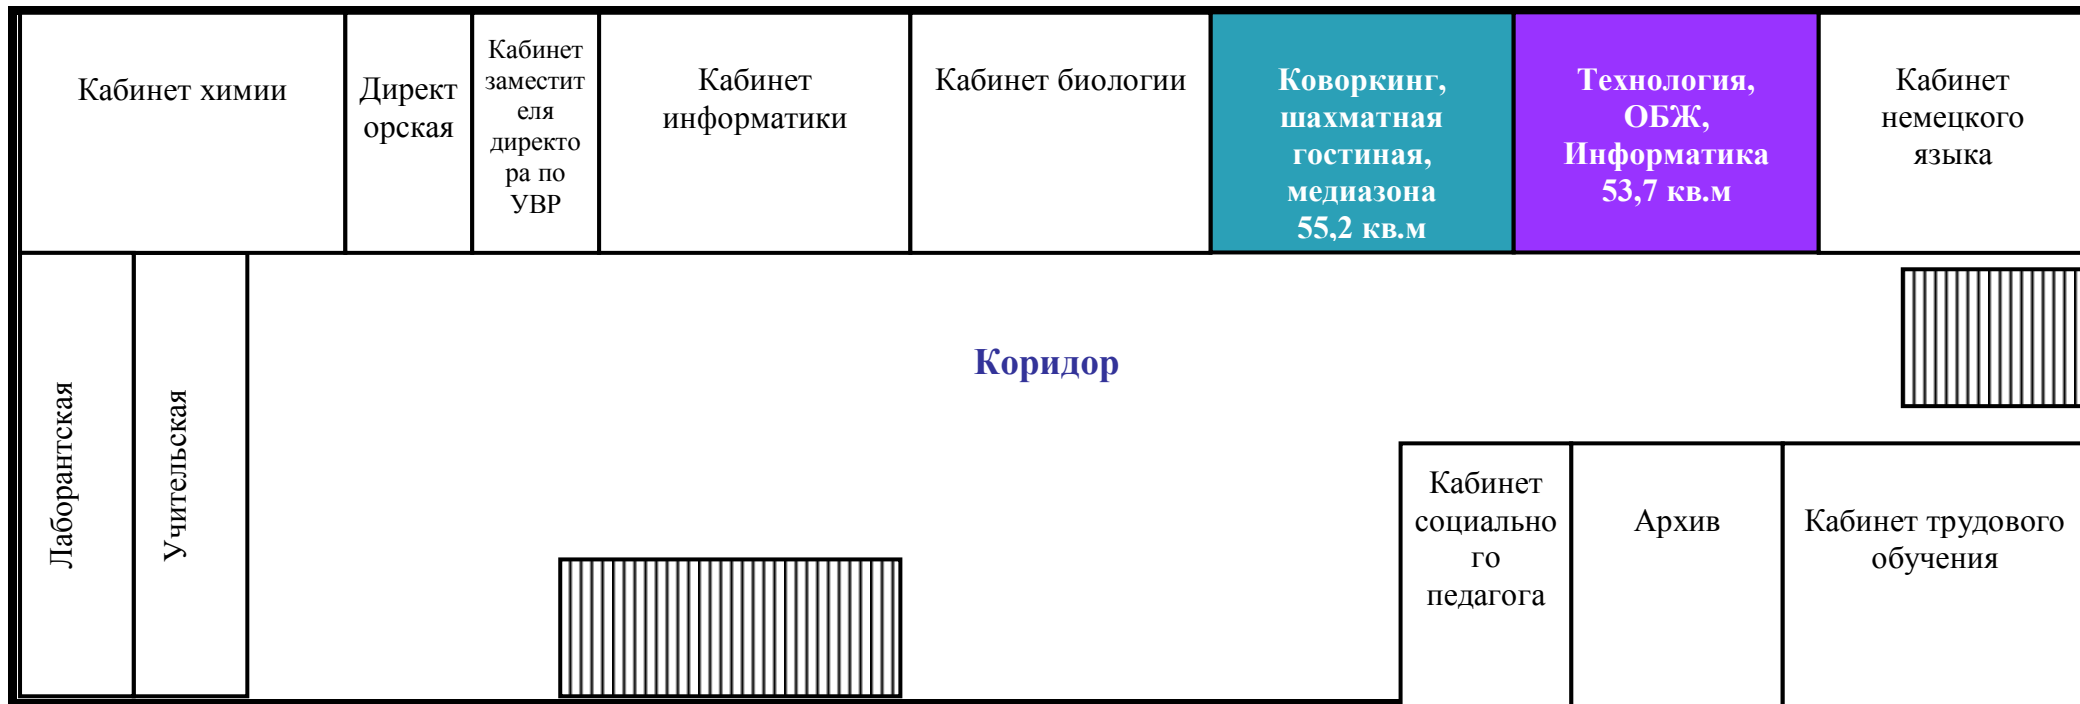 Кабинет химии
Директ
орская
Кабинет
заместит
еля
директо
ра по
УВР
Кабинет
информатики
Кабинет биологии
Коворкинг,
шахматная
гостиная,
медиазона
55,2 кв.м
Технология,
ОБЖ,
Информатика
53,7 кв.м
Кабинет
немецкого
языка
Лаборантская
Учительская
Коридор
Кабинет
социально
го
педагога
Архив
Кабинет трудового
обучения